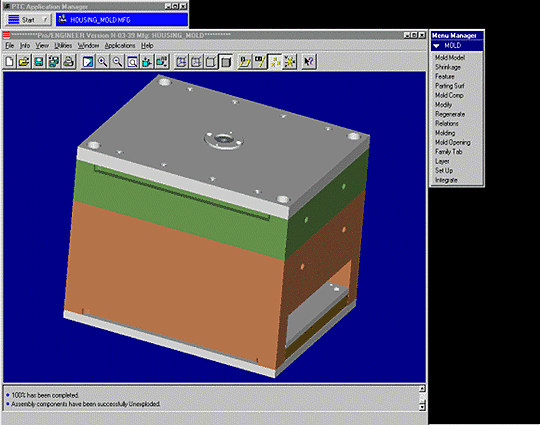 PTC Application Manager
Start
HOUSING_MOLD.MFG
**********Pro/ENGINEER Version H-03-39 Mfg: HOUSING_MOLD**********
File Info View Utilities Window Applications Help
Menu Manager
MOLD
Mold Model
Shrinkage
Feature
Parting Surf
Mold Comp
Modify
Regenerate
Relations
Molding
Mold Opening
Family Tab
Layer
Set Up
Integrate
100% has been completed.
Assembly components have been successfully Unexploded.